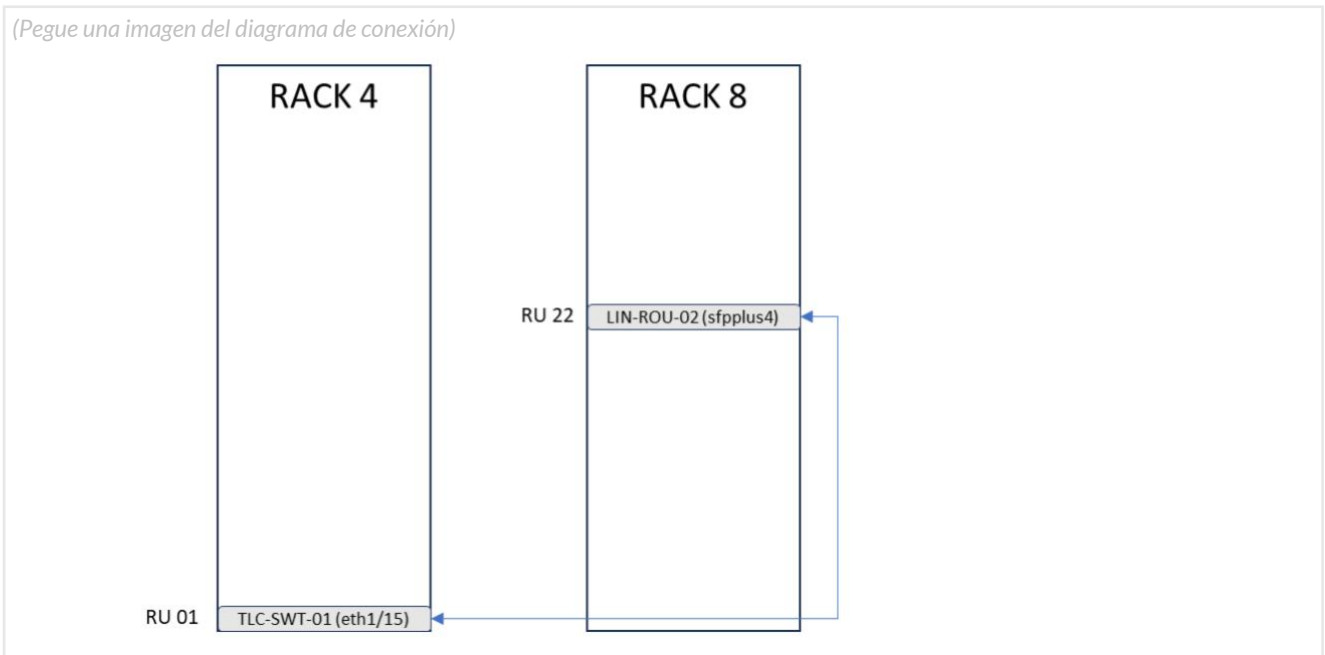 (Pegue una imagen del diagrama de conexión)
RACK 4
RACK 8
RU 22
LIN-ROU-02 (sfpplus4)
RU 01
TLC-SWT-01 (eth1/15)